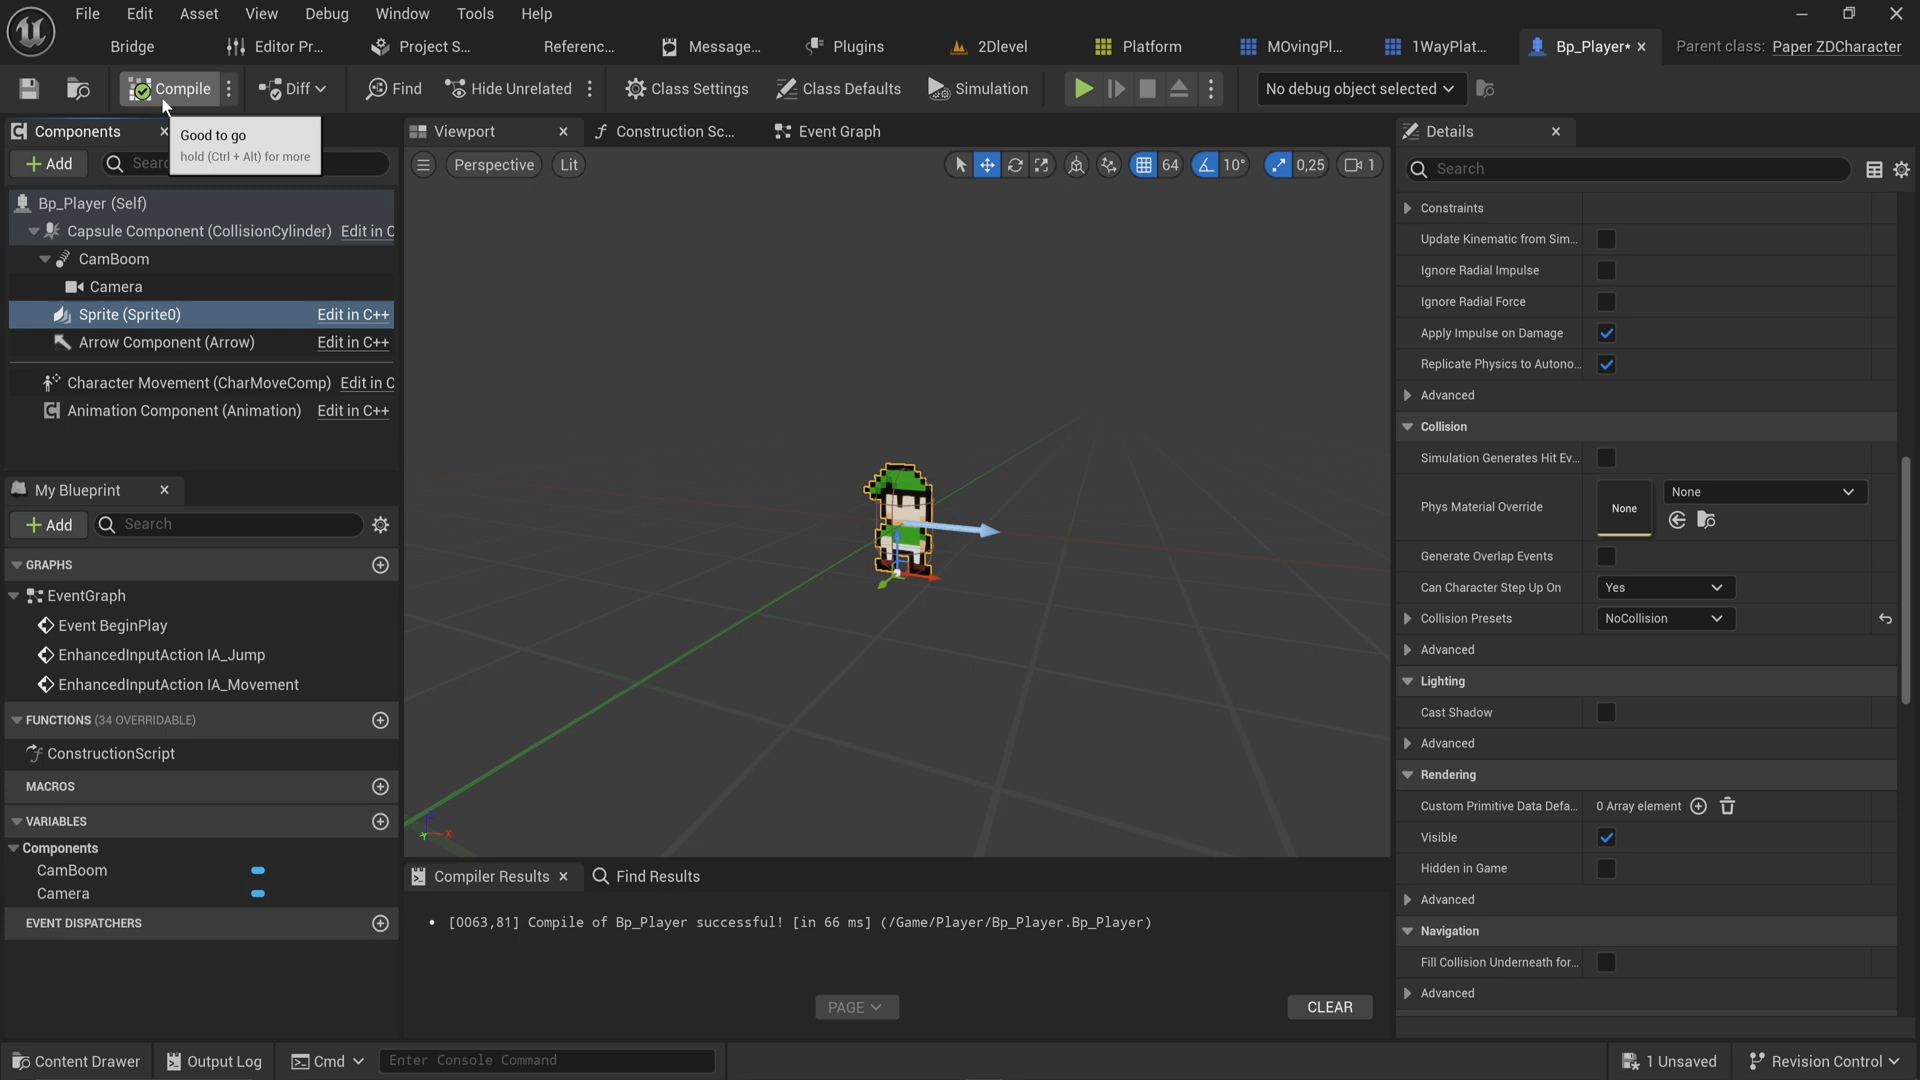 File Edit Asset View Debug Window Tools Help
Bridge Editor Pr... Project S... Referenc... Message... Plugins 2Dlevel Platform MOvingPl... 1WayPlat... Bp_Player* Parent class: Paper ZDCharacter
Compile Diff Find Hide Unrelated Class Settings Class Defaults Simulation No debug object selected
Components
Good to go
hold (Ctrl + Alt) for more
Add Searc
Bp_Player (Self)
Capsule Component (CollisionCylinder) Edit in C
CamBoom
Camera
Sprite (Sprite0) Edit in C++
Arrow Component (Arrow) Edit in C++
Character Movement (CharMoveComp) Edit in C
Animation Component (Animation) Edit in C++
My Blueprint
Add Search
GRAPHS
EventGraph
Event BeginPlay
EnhancedInputAction IA_Jump
EnhancedInputAction IA_Movement
FUNCTIONS (34 OVERRIDABLE)
ConstructionScript
MACROS
VARIABLES
Components
CamBoom
Camera
EVENT DISPATCHERS
Viewport Construction Sc... Event Graph
Perspective Lit 64 10° 0,25 1
X
Compiler Results Find Results
• [0063,81] Compile of Bp_Player successful! [in 66 ms] (/Game/Player/Bp_Player.Bp_Player)
PAGE CLEAR
Details
Search
Constraints
Update Kinematic from Sim...
Ignore Radial Impulse
Ignore Radial Force
Apply Impulse on Damage
Replicate Physics to Autono...
Advanced
Collision
Simulation Generates Hit Ev...
Phys Material Override None None
Generate Overlap Events
Can Character Step Up On Yes
Collision Presets NoCollision
Advanced
Lighting
Cast Shadow
Advanced
Rendering
Custom Primitive Data Defa... 0 Array element
Visible
Hidden in Game
Advanced
Navigation
Fill Collision Underneath for...
Advanced
Content Drawer Output Log Cmd Enter Console Command 1 Unsaved Revision Control